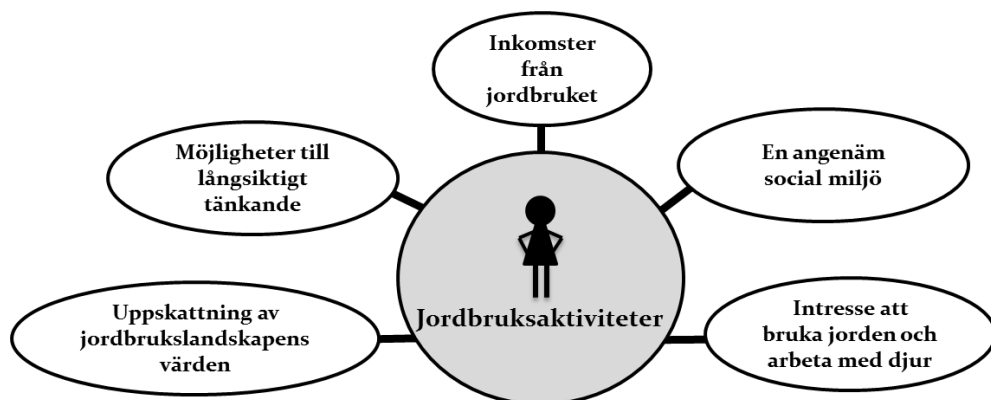 Inkomster
från
jordbruket
Möjligheter till
långsiktigt
tänkande
En angenäm
social miljö
Jordbruksaktiviteter
Uppskattning av
jordbrukslandskapens
värden
Intresse att
bruka jorden och
arbeta med djur